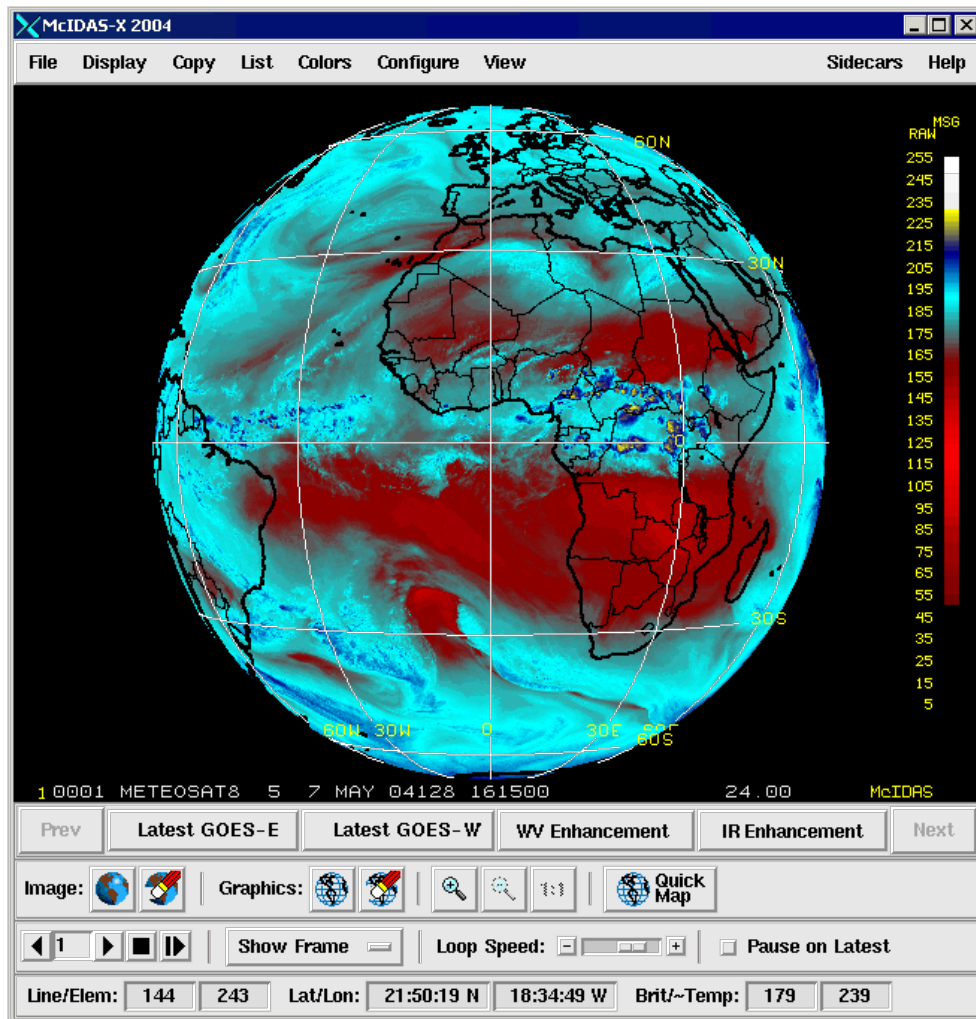 McIDAS-X 2004
File Display Copy List Colors Configure View Sidecars Help
MSG
RAW
255
245
235
225
215
205
195
185
175
165
155
145
135
125
115
105
95
85
75
65
55
45
35
25
15
5
60N
30N
0
30S
60W 30W 0 30E 60E
60S
1 0001 METEOSAT8 5 7 MAY 04128 161500 24.00 McIDAS
Prev Latest GOES-E Latest GOES-W WV Enhancement IR Enhancement Next
Image: Graphics: 1:1 Quick Map
1 Show Frame Loop Speed: - + Pause on Latest
Line/Elem: 144 243 Lat/Lon: 21:50:19 N 18:34:49 W Brit/~Temp: 179 239